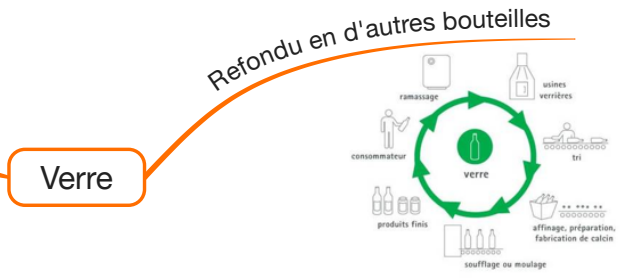 Refondu en d'autres bouteilles
Verre
ramassage
usines
verrières
consommateur
verre
tri
produits finis
affinage, préparation,
fabrication de calcin
soufflage ou moulage